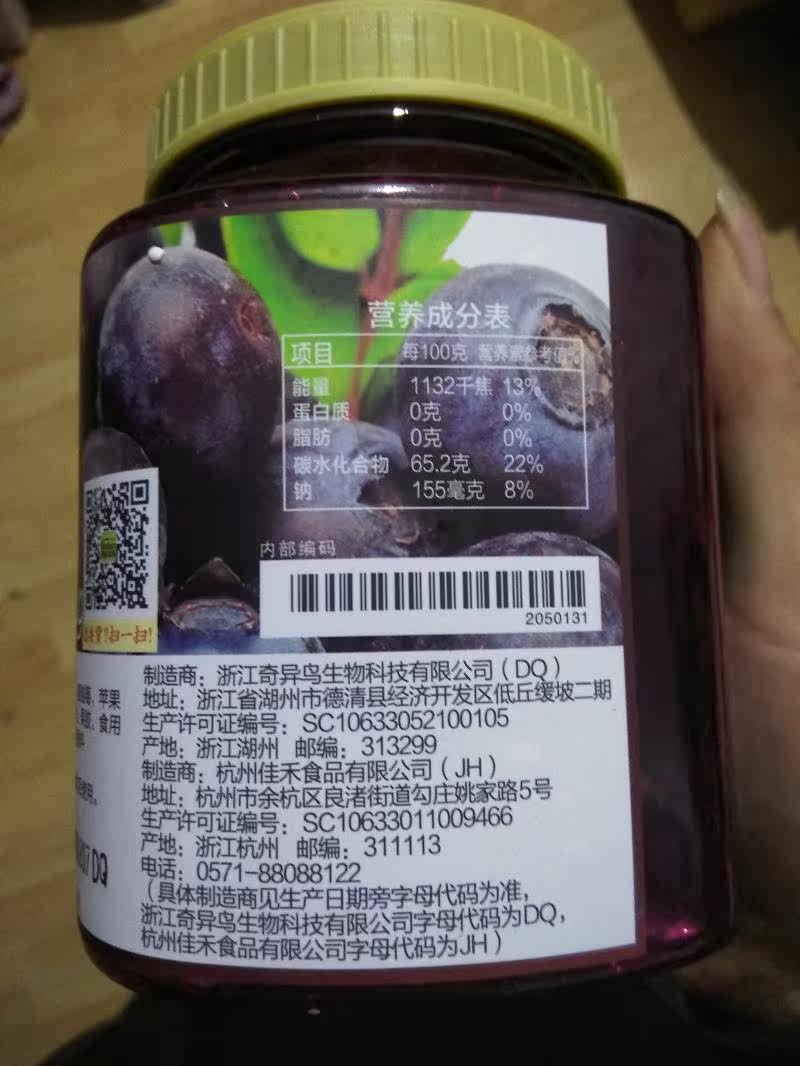 营养成分表
项目 每100克 营养素参考值%
能量 1132千焦 13%
蛋白质 0克 0%
脂肪 0克 0%
碳水化合物 65.2克 22%
钠 155毫克 8%
内部编码
2050131
扫一扫!
制造商：浙江奇异鸟生物科技有限公司（DQ）
地址：浙江省湖州市德清县经济开发区低丘缓坡二期
生产许可证编号：SC10633052100105
产地：浙江湖州 邮编：313299
制造商：杭州佳禾食品有限公司（JH）
地址：杭州市余杭区良渚街道勾庄姚家路5号
生产许可证编号：SC10633011009466
产地：浙江杭州 邮编：311113
电话：0571-88088122
（具体制造商见生产日期旁字母代码为准，
浙江奇异鸟生物科技有限公司字母代码为DQ，
杭州佳禾食品有限公司字母代码为JH）
、苹果
、食用
使用。
DQ